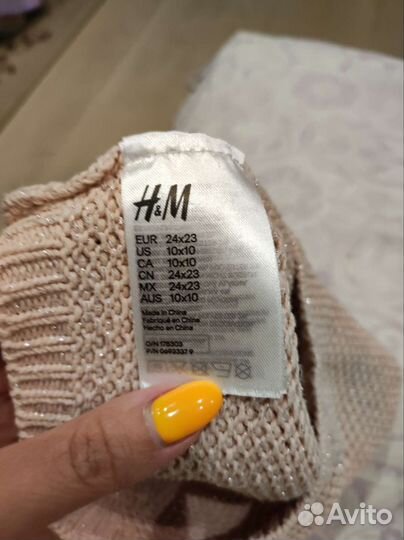 H&M
EUR 24x23
US 10x10
CA 10x10
CN 24x23
MX 24x23
AUS 10x10
Made in China
Fabriqué en Chine
Hecho en China
O/N 178303
Avito